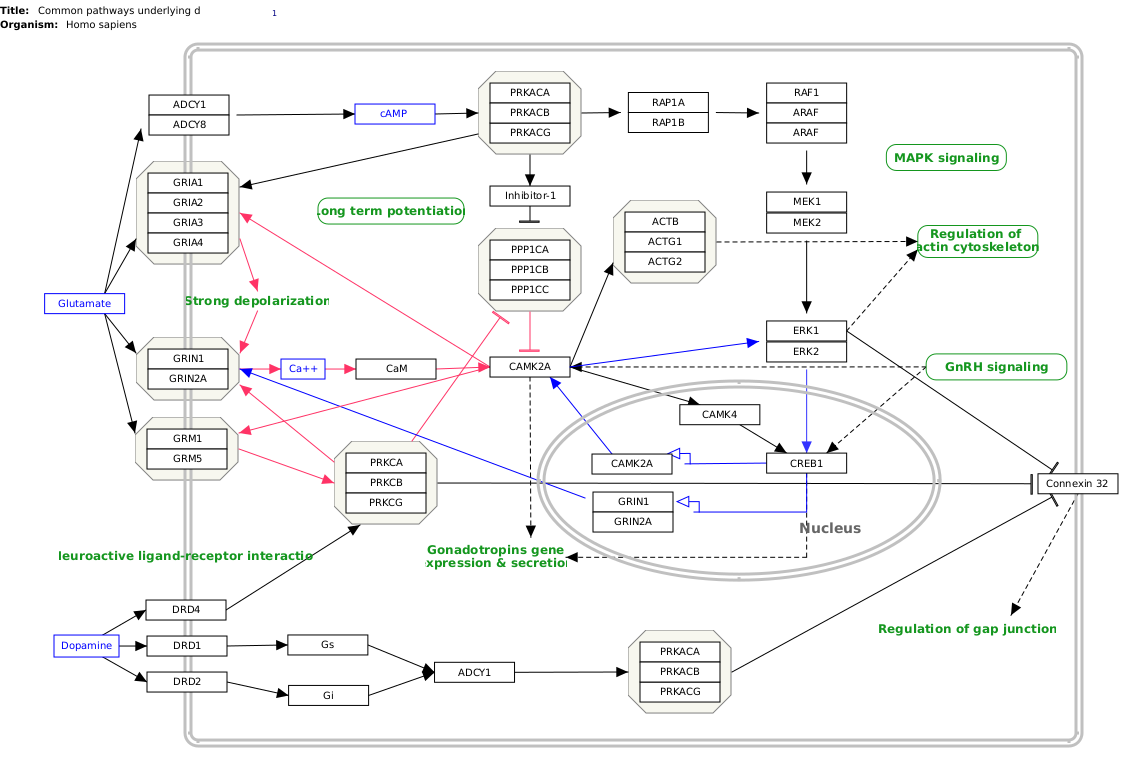 Title: Common pathways underlying d 1
Organism: Homo sapiens
ADCY1
ADCY8
cAMP
PRKACA
PRKACB
PRKACG
RAP1A
RAP1B
RAF1
ARAF
ARAF
MAPK signaling
GRIA1
GRIA2
GRIA3
GRIA4
Long term potentiation
Inhibitor-1
MEK1
MEK2
PPP1CA
PPP1CB
PPP1CC
ACTB
ACTG1
ACTG2
Regulation of
actin cytoskeleton
Glutamate
Strong depolarization
ERK1
ERK2
GRIN1
GRIN2A
Ca++
CaM
CAMK2A
GnRH signaling
CAMK4
GRM1
GRM5
PRKCA
PRKCB
PRKCG
CAMK2A
CREB1
Connexin 32
GRIN1
GRIN2A
Nucleus
Gonadotropins gene
expression & secretion
leuroactive ligand-receptor interactio
DRD4
DRD1
DRD2
Dopamine
Gs
Gi
ADCY1
PRKACA
PRKACB
PRKACG
Regulation of gap junction